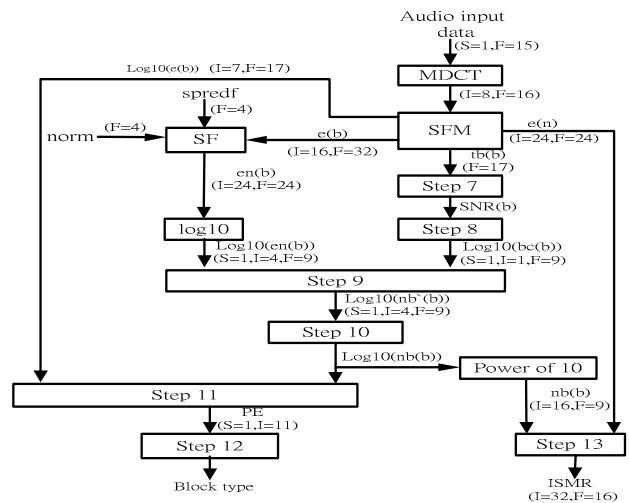 Audio input
data
(S=1,F=15)
Log10(e(b)) (I=7,F=17)
MDCT
spredf
(I=8,F=16)
(F=4)
norm
(F=4)
SF
e(b)
(I=16,F=32)
SFM
e(n)
(I=24,F=24)
tb(b)
(F=17)
en(b)
(I=24,F=24)
Step 7
SNR(b)
log10
Step 8
Log10(en(b))
(S=1,I=4,F=9)
Log10(bc(b))
(S=1,I=1,F=9)
Step 9
Log10(nb`(b))
(S=1,I=4,F=9)
Step 10
Log10(nb(b))
Power of 10
Step 11
nb(b)
(I=16,F=9)
PE
(S=1,I=11)
Step 12
Step 13
Block type
ISMR
(I=32,F=16)